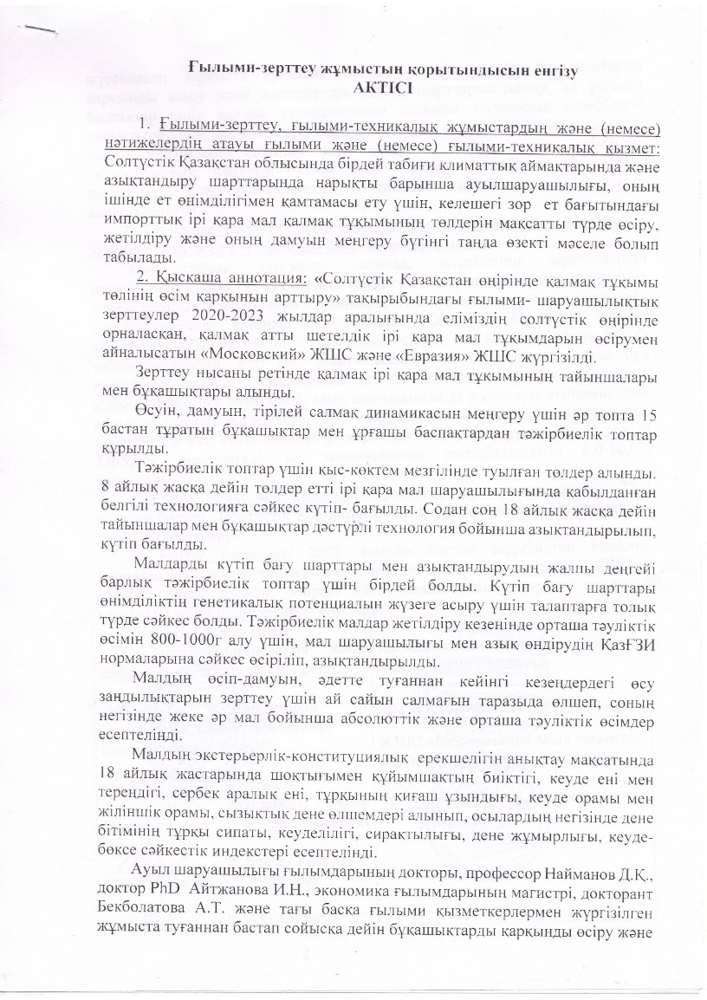 Ғылыми-зерттеу жұмыстың қорытындысын енгізу
АКТІСІ
1. Ғылыми-зерттеу, ғылыми-техникалық жұмыстардың және (немесе)
нәтижелердің атауы ғылыми және (немесе) ғылыми-техникалық қызмет:
Солтүстік Қазақстан облысында бірдей табиғи климаттық аймақтарында және
азықтандыру шарттарында нарықты барынша ауылшаруашылығы, оның
ішінде ет өнімділігімен қамтамасы ету үшін, келешегі зор ет бағытындағы
импорттық ірі қара мал қалмақ тұқымының төлдерін мақсатты түрде өсіру,
жетілдіру және оның дамуын меңгеру бүгінгі таңда өзекті мәселе болып
табылады.
2. Қысқаша аннотация: «Солтүстік Қазақстан өңірінде қалмақ тұқымы
төлінің өсім қарқынын арттыру» тақырыбындағы ғылыми- шаруашылықтық
зерттеулер 2020-2023 жылдар аралығында еліміздің солтүстік өңірінде
орналасқан, қалмақ атты шетелдік ірі қара мал тұқымдарын өсірумен
айналысатын «Московский» ЖШС және «Евразия» ЖШС жүргізілді.
Зерттеу нысаны ретінде қалмақ ірі қара мал тұқымының тайыншалары
мен бұқашықтары алынды.
Өсуін, дамуын, тірілей салмақ динамикасын меңгеру үшін әр топта 15
бастан тұратын бұқашықтар мен ұрғашы баспақтардан тәжірбиелік топтар
құрылды.
Тәжірбиелік топтар үшін қыс-көктем мезгілінде туылған төлдер алынды.
8 айлық жасқа дейін төлдер етті ірі қара мал шаруашылығында қабылданған
белгілі технологияға сәйкес күтіп- бағылды. Содан соң 18 айлық жасқа дейін
тайыншалар мен бұқашықтар дәстүрлі технология бойынша азықтандырылып,
күтіп бағылды.
Малдарды күтіп бағу шарттары мен азықтандырудың жалпы деңгейі
барлық тәжірбиелік топтар үшін бірдей болды. Күтіп бағу шарттары
өнімділіктің генетикалық потенциалын жүзеге асыру үшін талаптарға толық
түрде сәйкес болды. Тәжірбиелік малдар жетілдіру кезеңінде орташа тәуліктік
өсімін 800-1000г алу үшін, мал шаруашылығы мен азық өндірудің ҚазҒЗИ
нормаларына сәйкес өсіріліп, азықтандырылды.
Малдың өсіп-дамуын, әдетте туғаннан кейінгі кезеңдердегі өсу
заңдылықтарын зерттеу үшін ай сайын салмағын таразыда өлшеп, соның
негізінде жеке әр мал бойынша абсолюттік және орташа тәуліктік өсімдер
есептелінді.
Малдың экстерьерлік-конституциялық ерекшелігін анықтау мақсатында
18 айлық жастарында шоқтығымен құйымшақтың биіктігі, кеуде ені мен
тереңдігі, сербек аралық ені, тұрқының қиғаш ұзындығы, кеуде орамы мен
жіліншік орамы, сызықтық дене өлшемдері алынып, осылардың негізінде дене
бітімінің тұрқы сипаты, кеуделілігі, сирақтылығы, дене жұмырлығы, кеуде-
бөксе сәйкестік индекстері есептелінді.
Ауыл шаруашылығы ғылымдарының докторы, профессор Найманов Д.Қ.,
доктор PhD Айтжанова И.Н., экономика ғылымдарының магистрі, докторант
Бекболатова А.Т. және тағы басқа ғылыми қызметкерлермен жүргізілген
жұмыста туғаннан бастап сойысқа дейін бұқашықтарды қарқынды өсіру және